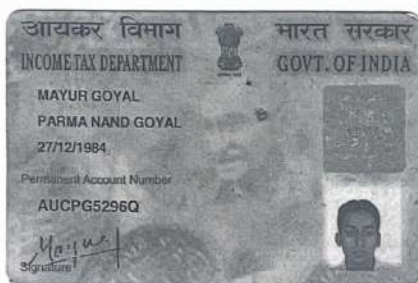 आयकर विभाग
भारत सरकार
INCOME TAX DEPARTMENT
GOVT. OF INDIA
MAYUR GOYAL
PARMA NAND GOYAL
27/12/1984
Permanent Account Number
AUCPG5296Q
Mayur
Signature